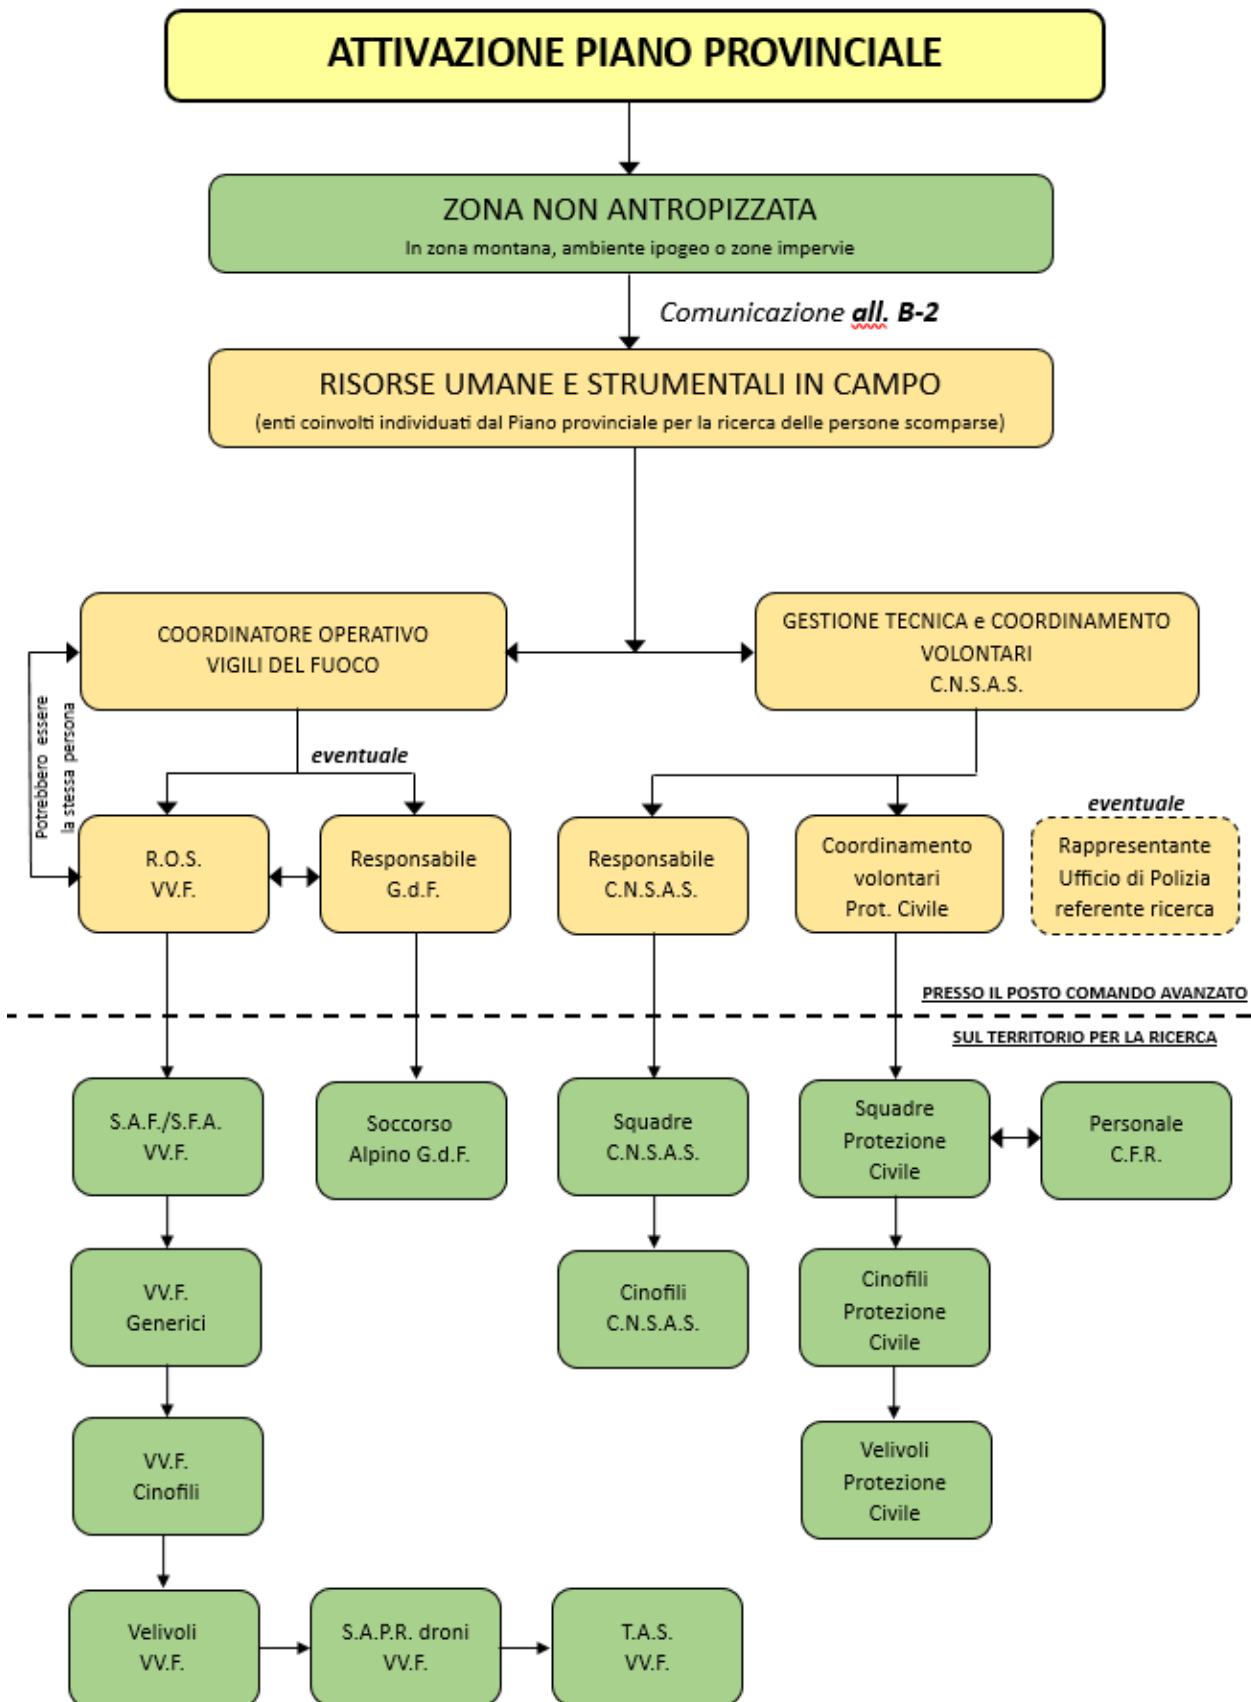 ATTIVAZIONE PIANO PROVINCIALE
ZONA NON ANTROPIZZATA
In zona montana, ambiente ipogeo o zone impervie
Comunicazione all. B-2
RISORSE UMANE E STRUMENTALI IN CAMPO
(enti coinvolti individuati dal Piano provinciale per la ricerca delle persone scomparse)
COORDINATORE OPERATIVO
VIGILI DEL FUOCO
GESTIONE TECNICA e COORDINAMENTO
VOLONTARI
C.N.S.A.S.
Potrebbero essere
la stessa persona
eventuale
eventuale
R.O.S.
VV.F.
Responsabile
G.d.F.
Responsabile
C.N.S.A.S.
Coordinamento
volontari
Prot. Civile
Rappresentante
Ufficio di Polizia
referente ricerca
PRESSO IL POSTO COMANDO AVANZATO
SUL TERRITORIO PER LA RICERCA
S.A.F./S.F.A.
VV.F.
Soccorso
Alpino G.d.F.
Squadre
C.N.S.A.S.
Squadre
Protezione
Civile
Personale
C.F.R.
VV.F.
Generici
Cinofili
C.N.S.A.S.
Cinofili
Protezione
Civile
VV.F.
Cinofili
Velivoli
Protezione
Civile
Velivoli
VV.F.
S.A.P.R. droni
VV.F.
T.A.S.
VV.F.